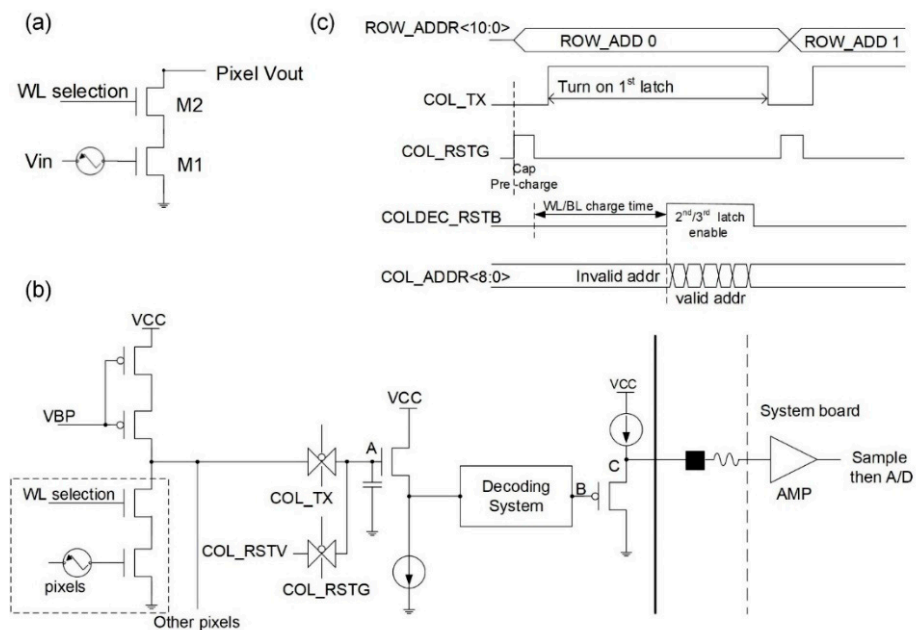 (a)
Pixel Vout
WL selection
M2
Vin
M1
(c)
ROW_ADDR<10:0>
ROW_ADD 0
ROW_ADD 1
COL_TX
Turn on 1st latch
COL_RSTG
Cap
Pre-charge
COLDEC_RSTB
WL/BL charge time
2nd/3rd latch
enable
COL_ADDR<8:0>
Invalid addr
valid addr
(b)
VCC
VBP
WL selection
pixels
Other pixels
COL_TX
COL_RSTV
COL_RSTG
A
VCC
Decoding
System
B
VCC
C
System board
AMP
Sample
then A/D